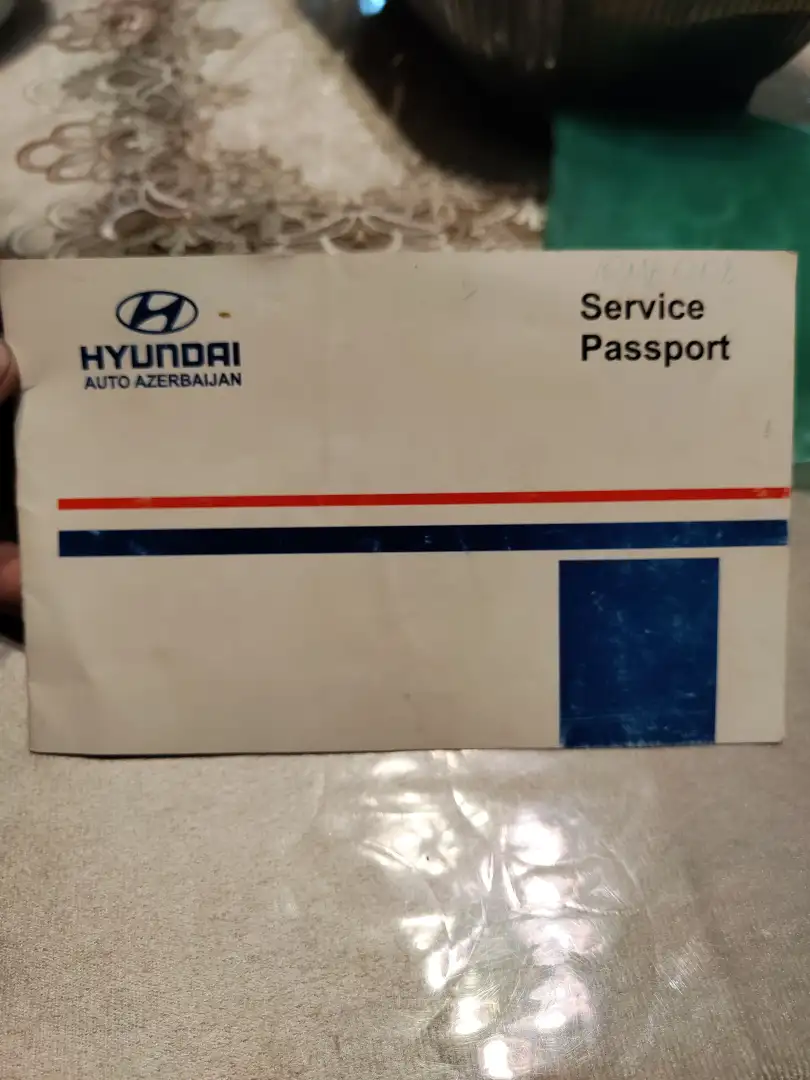 HYUNDAI
AUTO AZERBAIJAN
Service
Passport